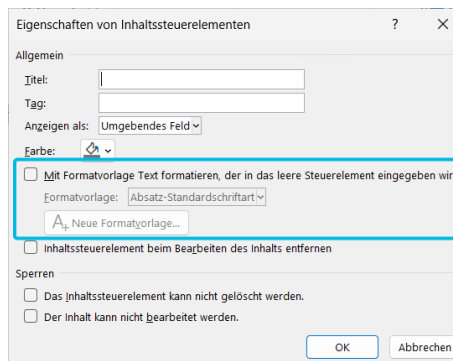 Eigenschaften von Inhaltssteuerelementen ? ×
Allgemein
Titel:
Tag:
Anzeigen als: Umgebendes Feld
Farbe:
Mit Formatvorlage Text formatieren, der in das leere Steuerelement eingegeben wir
Formatvorlage: Absatz-Standardschriftart
A+ Neue Formatvorlage...
Inhaltssteuerelement beim Bearbeiten des Inhalts entfernen
Sperren
Das Inhaltssteuerelement kann nicht gelöscht werden.
Der Inhalt kann nicht bearbeitet werden.
OK Abbrechen